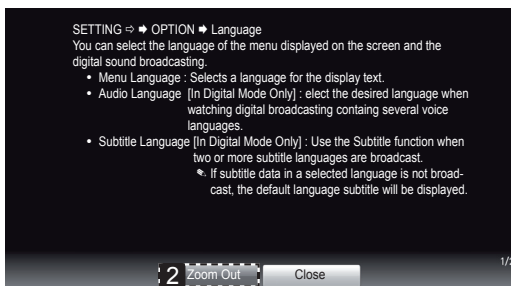 SETTING ⇨ ➡ OPTION ➡ Language
You can select the language of the menu displayed on the screen and the
digital sound broadcasting.
• Menu Language : Selects a language for the display text.
• Audio Language [In Digital Mode Only] : elect the desired language when
watching digital broadcasting containg several voice
languages.
• Subtitle Language [In Digital Mode Only] : Use the Subtitle function when
two or more subtitle languages are broadcast.
If subtitle data in a selected language is not broad-
cast, the default language subtitle will be displayed.
1/
2 Zoom Out Close